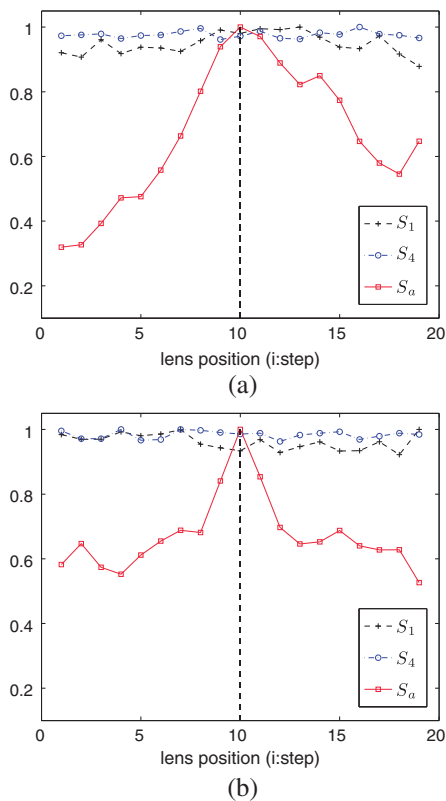 1
0.8
0.6
0.4
0.2
S1
S4
Sa
0 5 10 15 20
lens position (i:step)
(a)
1
0.8
0.6
0.4
0.2
S1
S4
Sa
0 5 10 15 20
lens position (i:step)
(b)